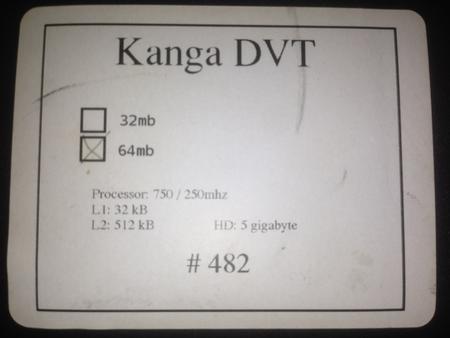 Kanga DVT
32mb
64mb
Processor: 750 / 250mhz
L1: 32 kB
L2: 512 kB HD: 5 gigabyte
# 482